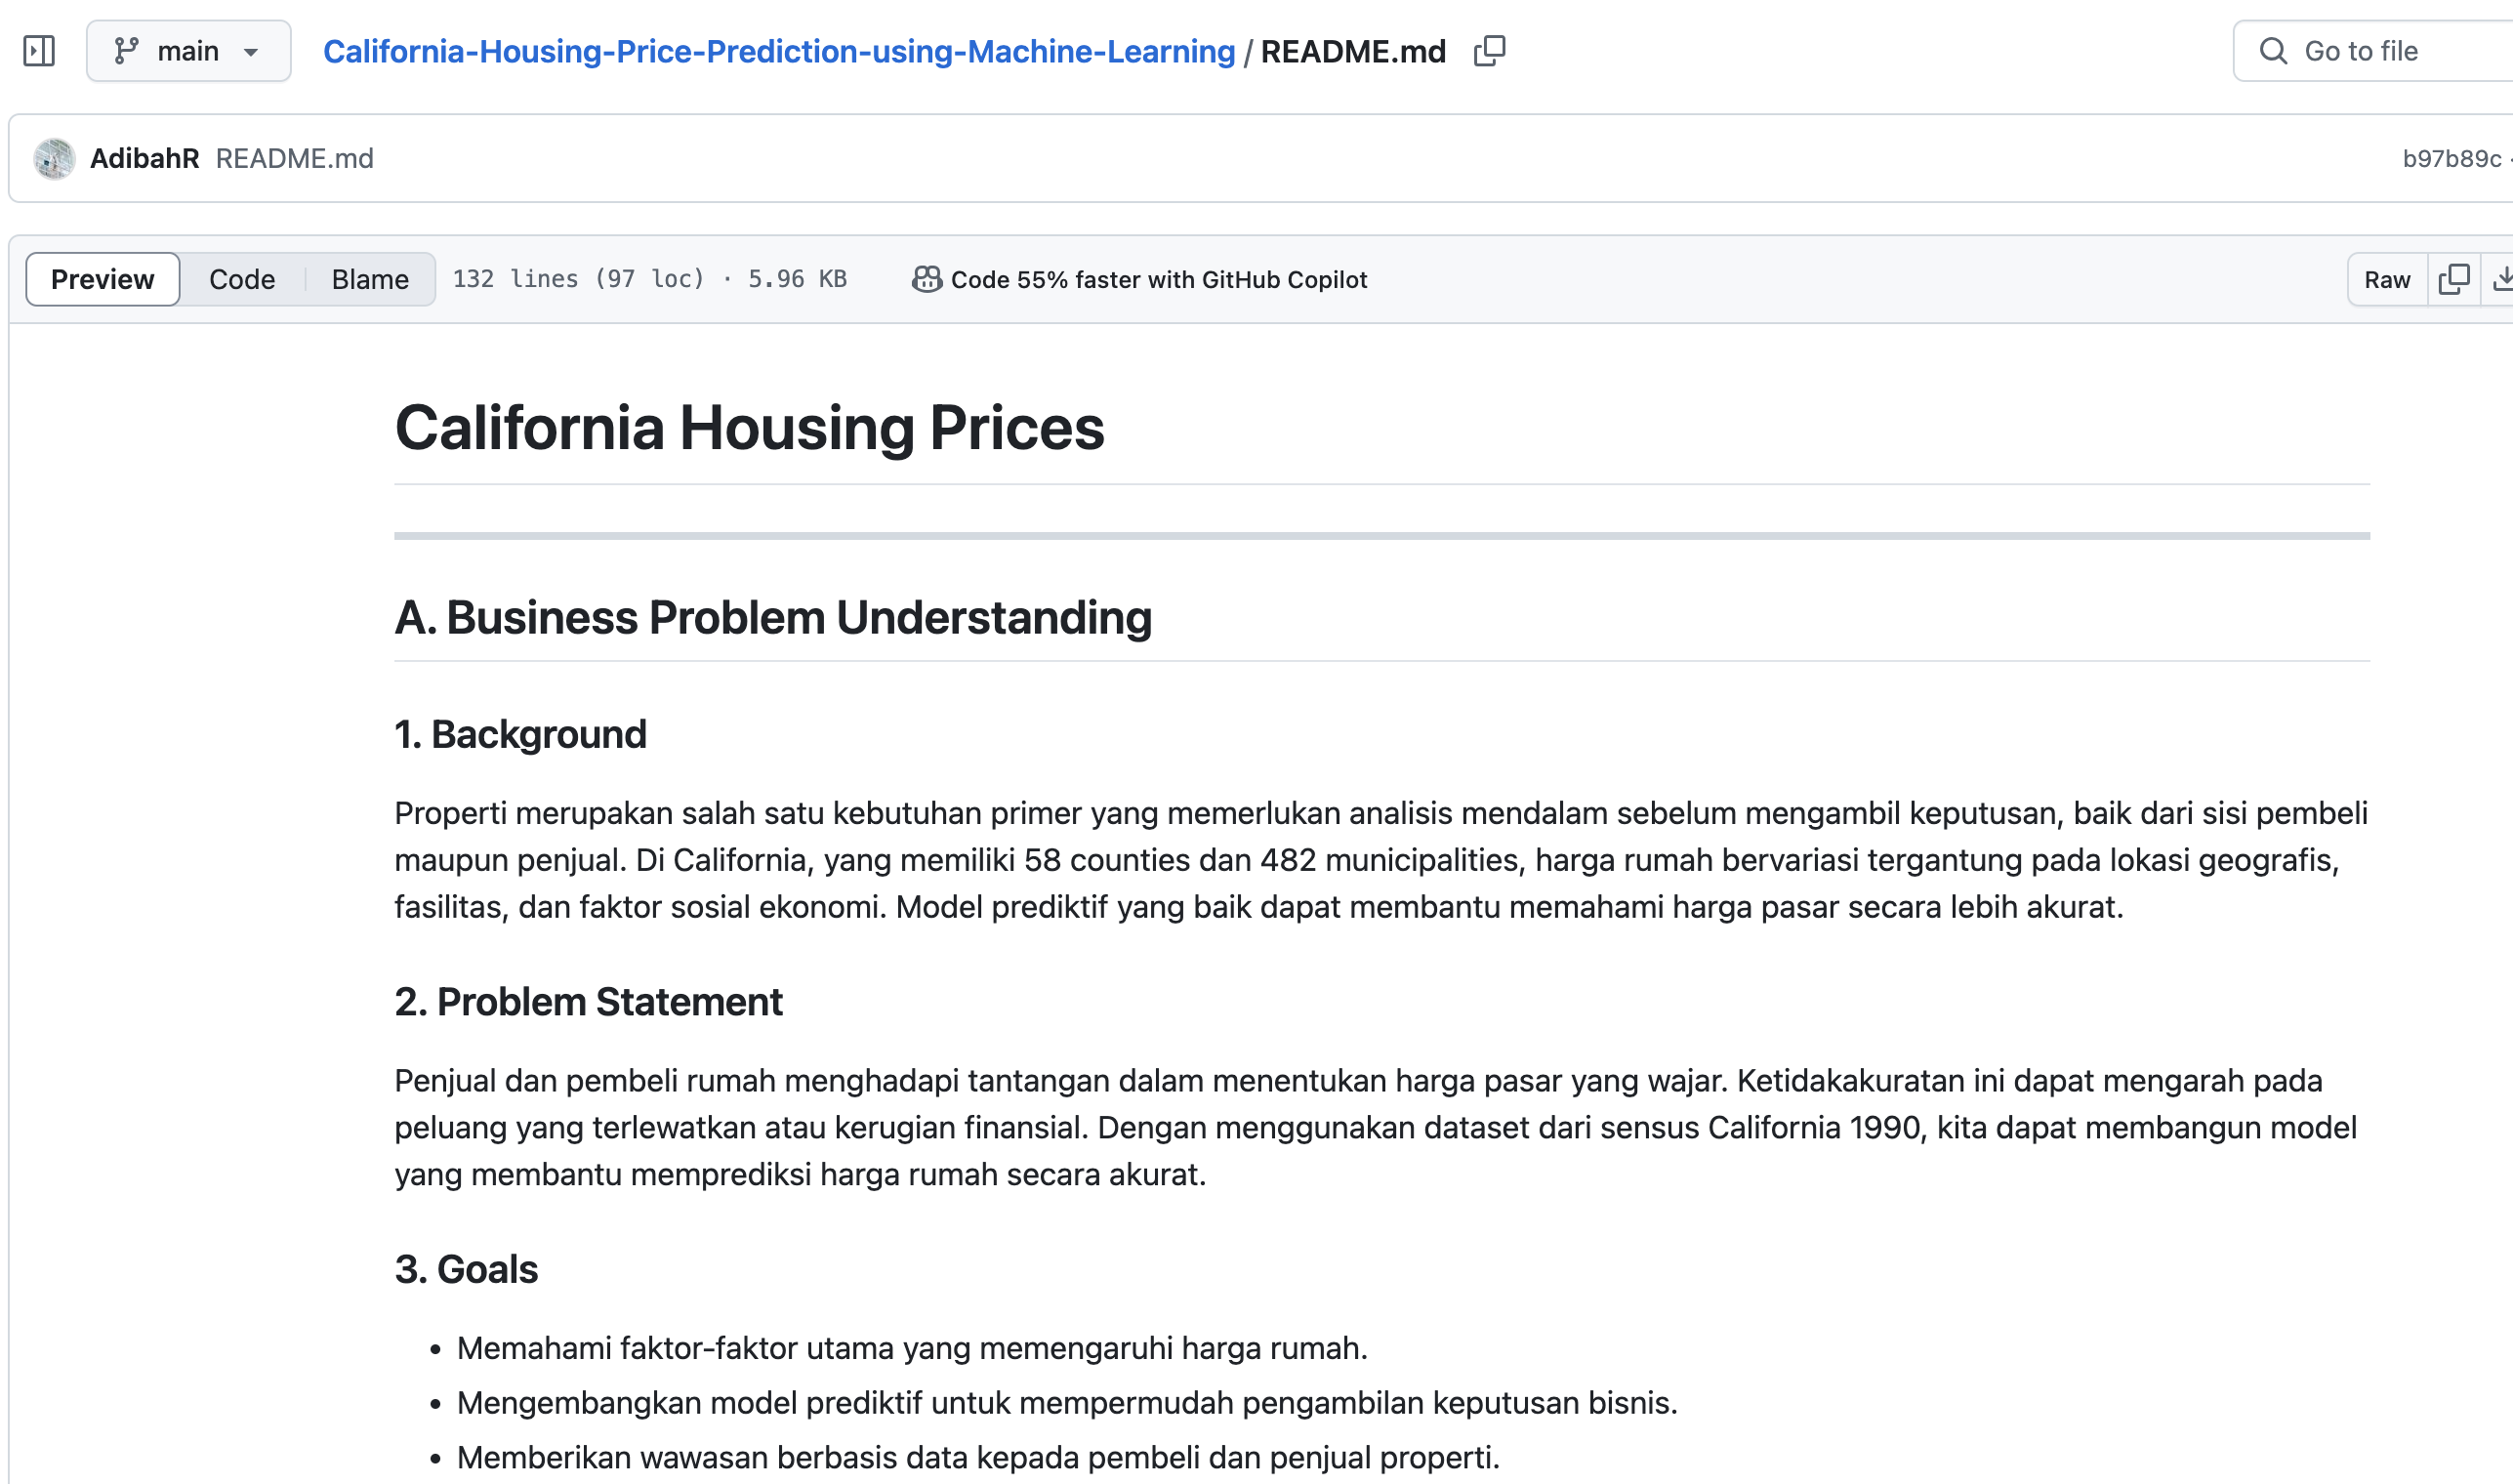 main
California-Housing-Price-Prediction-using-Machine-Learning / README.md
Go to file
AdibahR README.md
b97b89c
Preview Code Blame 132 lines (97 loc) · 5.96 KB Code 55% faster with GitHub Copilot Raw
California Housing Prices
A. Business Problem Understanding
1. Background
Properti merupakan salah satu kebutuhan primer yang memerlukan analisis mendalam sebelum mengambil keputusan, baik dari sisi pembeli
maupun penjual. Di California, yang memiliki 58 counties dan 482 municipalities, harga rumah bervariasi tergantung pada lokasi geografis,
fasilitas, dan faktor sosial ekonomi. Model prediktif yang baik dapat membantu memahami harga pasar secara lebih akurat.
2. Problem Statement
Penjual dan pembeli rumah menghadapi tantangan dalam menentukan harga pasar yang wajar. Ketidakakuratan ini dapat mengarah pada
peluang yang terlewatkan atau kerugian finansial. Dengan menggunakan dataset dari sensus California 1990, kita dapat membangun model
yang membantu memprediksi harga rumah secara akurat.
3. Goals
• Memahami faktor-faktor utama yang memengaruhi harga rumah.
• Mengembangkan model prediktif untuk mempermudah pengambilan keputusan bisnis.
• Memberikan wawasan berbasis data kepada pembeli dan penjual properti.